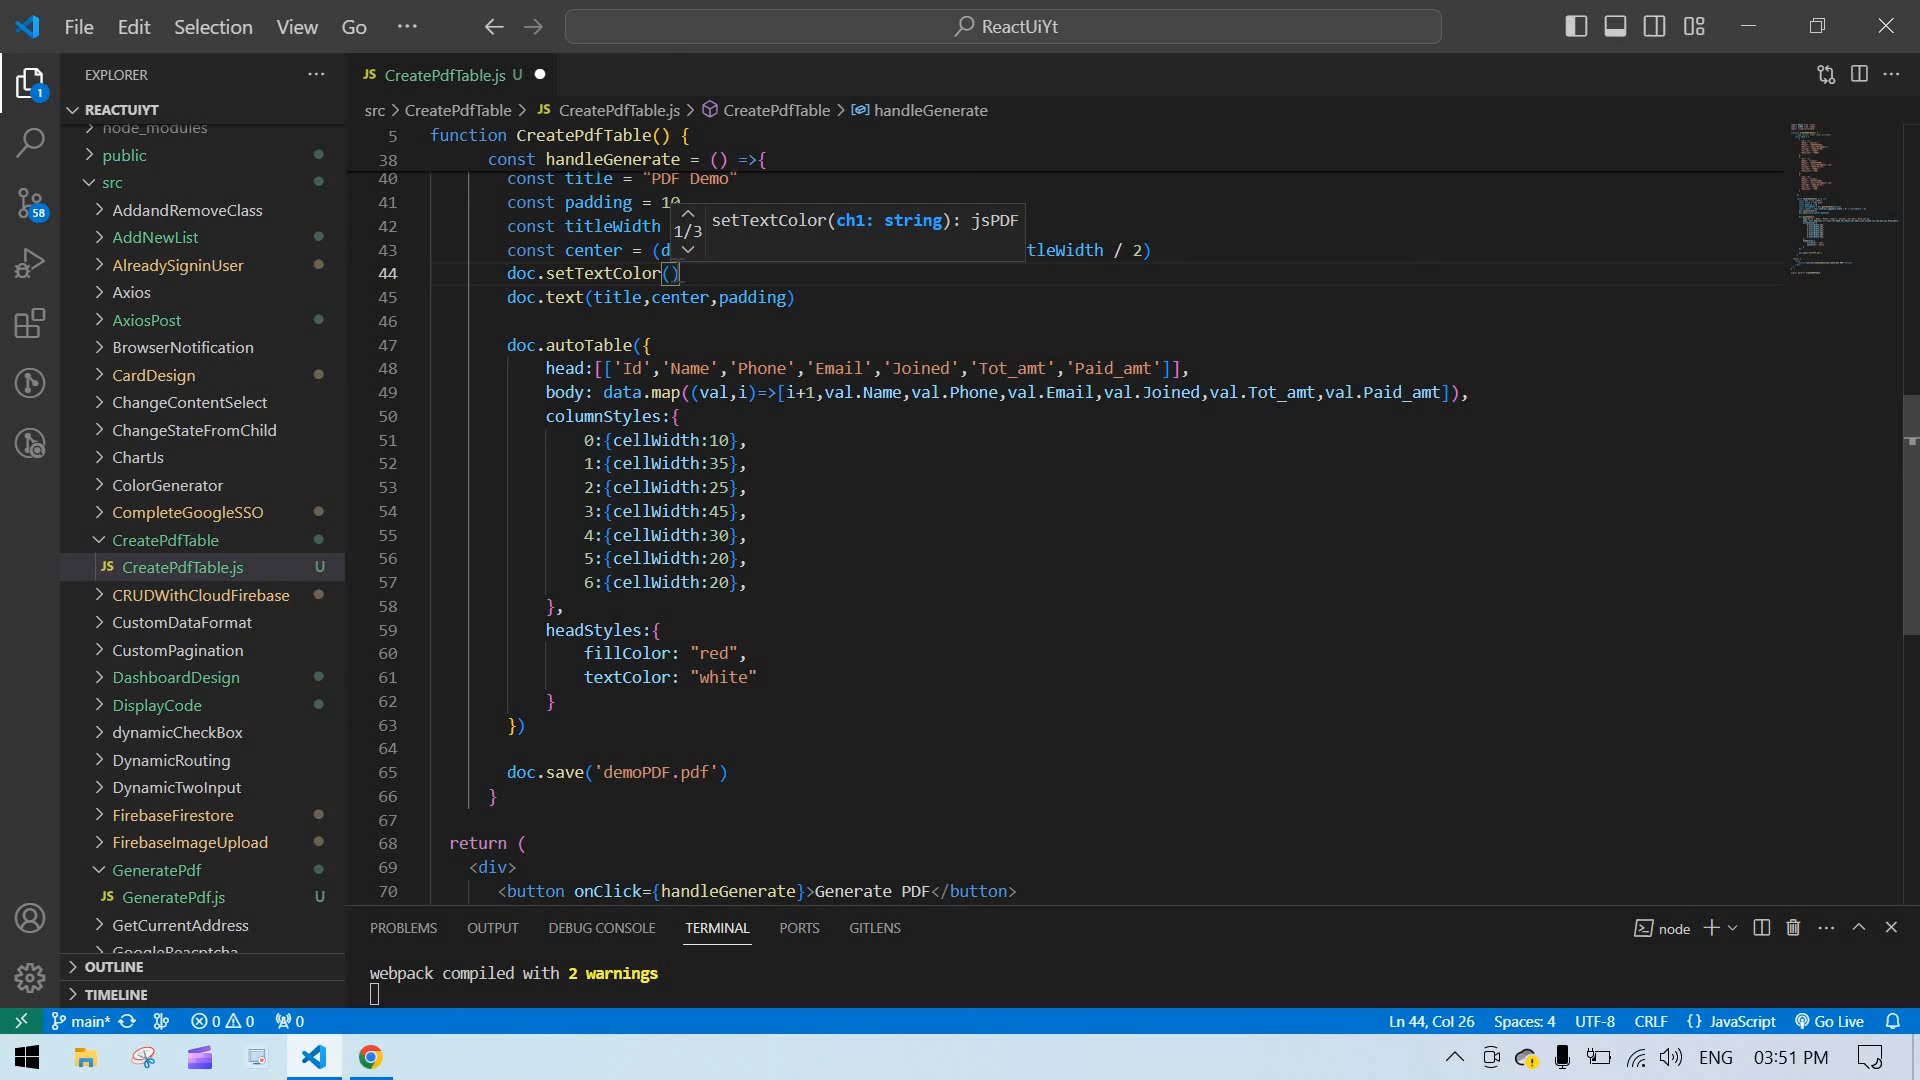 File Edit Selection View Go ···
ReactUiYt
EXPLORER ···
JS CreatePdfTable.js U
1
REACTUIYT
src > CreatePdfTable > JS CreatePdfTable.js > CreatePdfTable > handleGenerate
node_modules
public
src
AddandRemoveClass
AddNewList
AlreadySigninUser
Axios
AxiosPost
BrowserNotification
CardDesign
ChangeContentSelect
ChangeStateFromChild
ChartJs
ColorGenerator
CompleteGoogleSSO
CreatePdfTable
JS CreatePdfTable.js U
CRUDWithCloudFirebase
CustomDataFormat
CustomPagination
DashboardDesign
DisplayCode
dynamicCheckBox
DynamicRouting
DynamicTwoInput
FirebaseFirestore
FirebaseImageUpload
GeneratePdf
JS GeneratePdf.js U
GetCurrentAddress
OUTLINE
TIMELINE
58
5 function CreatePdfTable() {
38 const handleGenerate = () =>{
40 const title = "PDF Demo"
41 const padding = 10
42 const titleWidth
1/3 setTextColor(ch1: string): jsPDF
43 const center = (d tleWidth / 2)
44 doc.setTextColor()
45 doc.text(title,center,padding)
46
47 doc.autoTable({
48 head:[['Id','Name','Phone','Email','Joined','Tot_amt','Paid_amt']],
49 body: data.map((val,i)=>[i+1,val.Name,val.Phone,val.Email,val.Joined,val.Tot_amt,val.Paid_amt]),
50 columnStyles:{
51 0:{cellWidth:10},
52 1:{cellWidth:35},
53 2:{cellWidth:25},
54 3:{cellWidth:45},
55 4:{cellWidth:30},
56 5:{cellWidth:20},
57 6:{cellWidth:20},
58 },
59 headStyles:{
60 fillColor: "red",
61 textColor: "white"
62 }
63 })
64
65 doc.save('demoPDF.pdf')
66 }
67
68 return (
69 <div>
70 <button onClick={handleGenerate}>Generate PDF</button>
PROBLEMS OUTPUT DEBUG CONSOLE TERMINAL PORTS GITLENS
node
webpack compiled with 2 warnings
main* 0 0 0
Ln 44, Col 26 Spaces: 4 UTF-8 CRLF {} JavaScript Go Live
ENG 03:51 PM